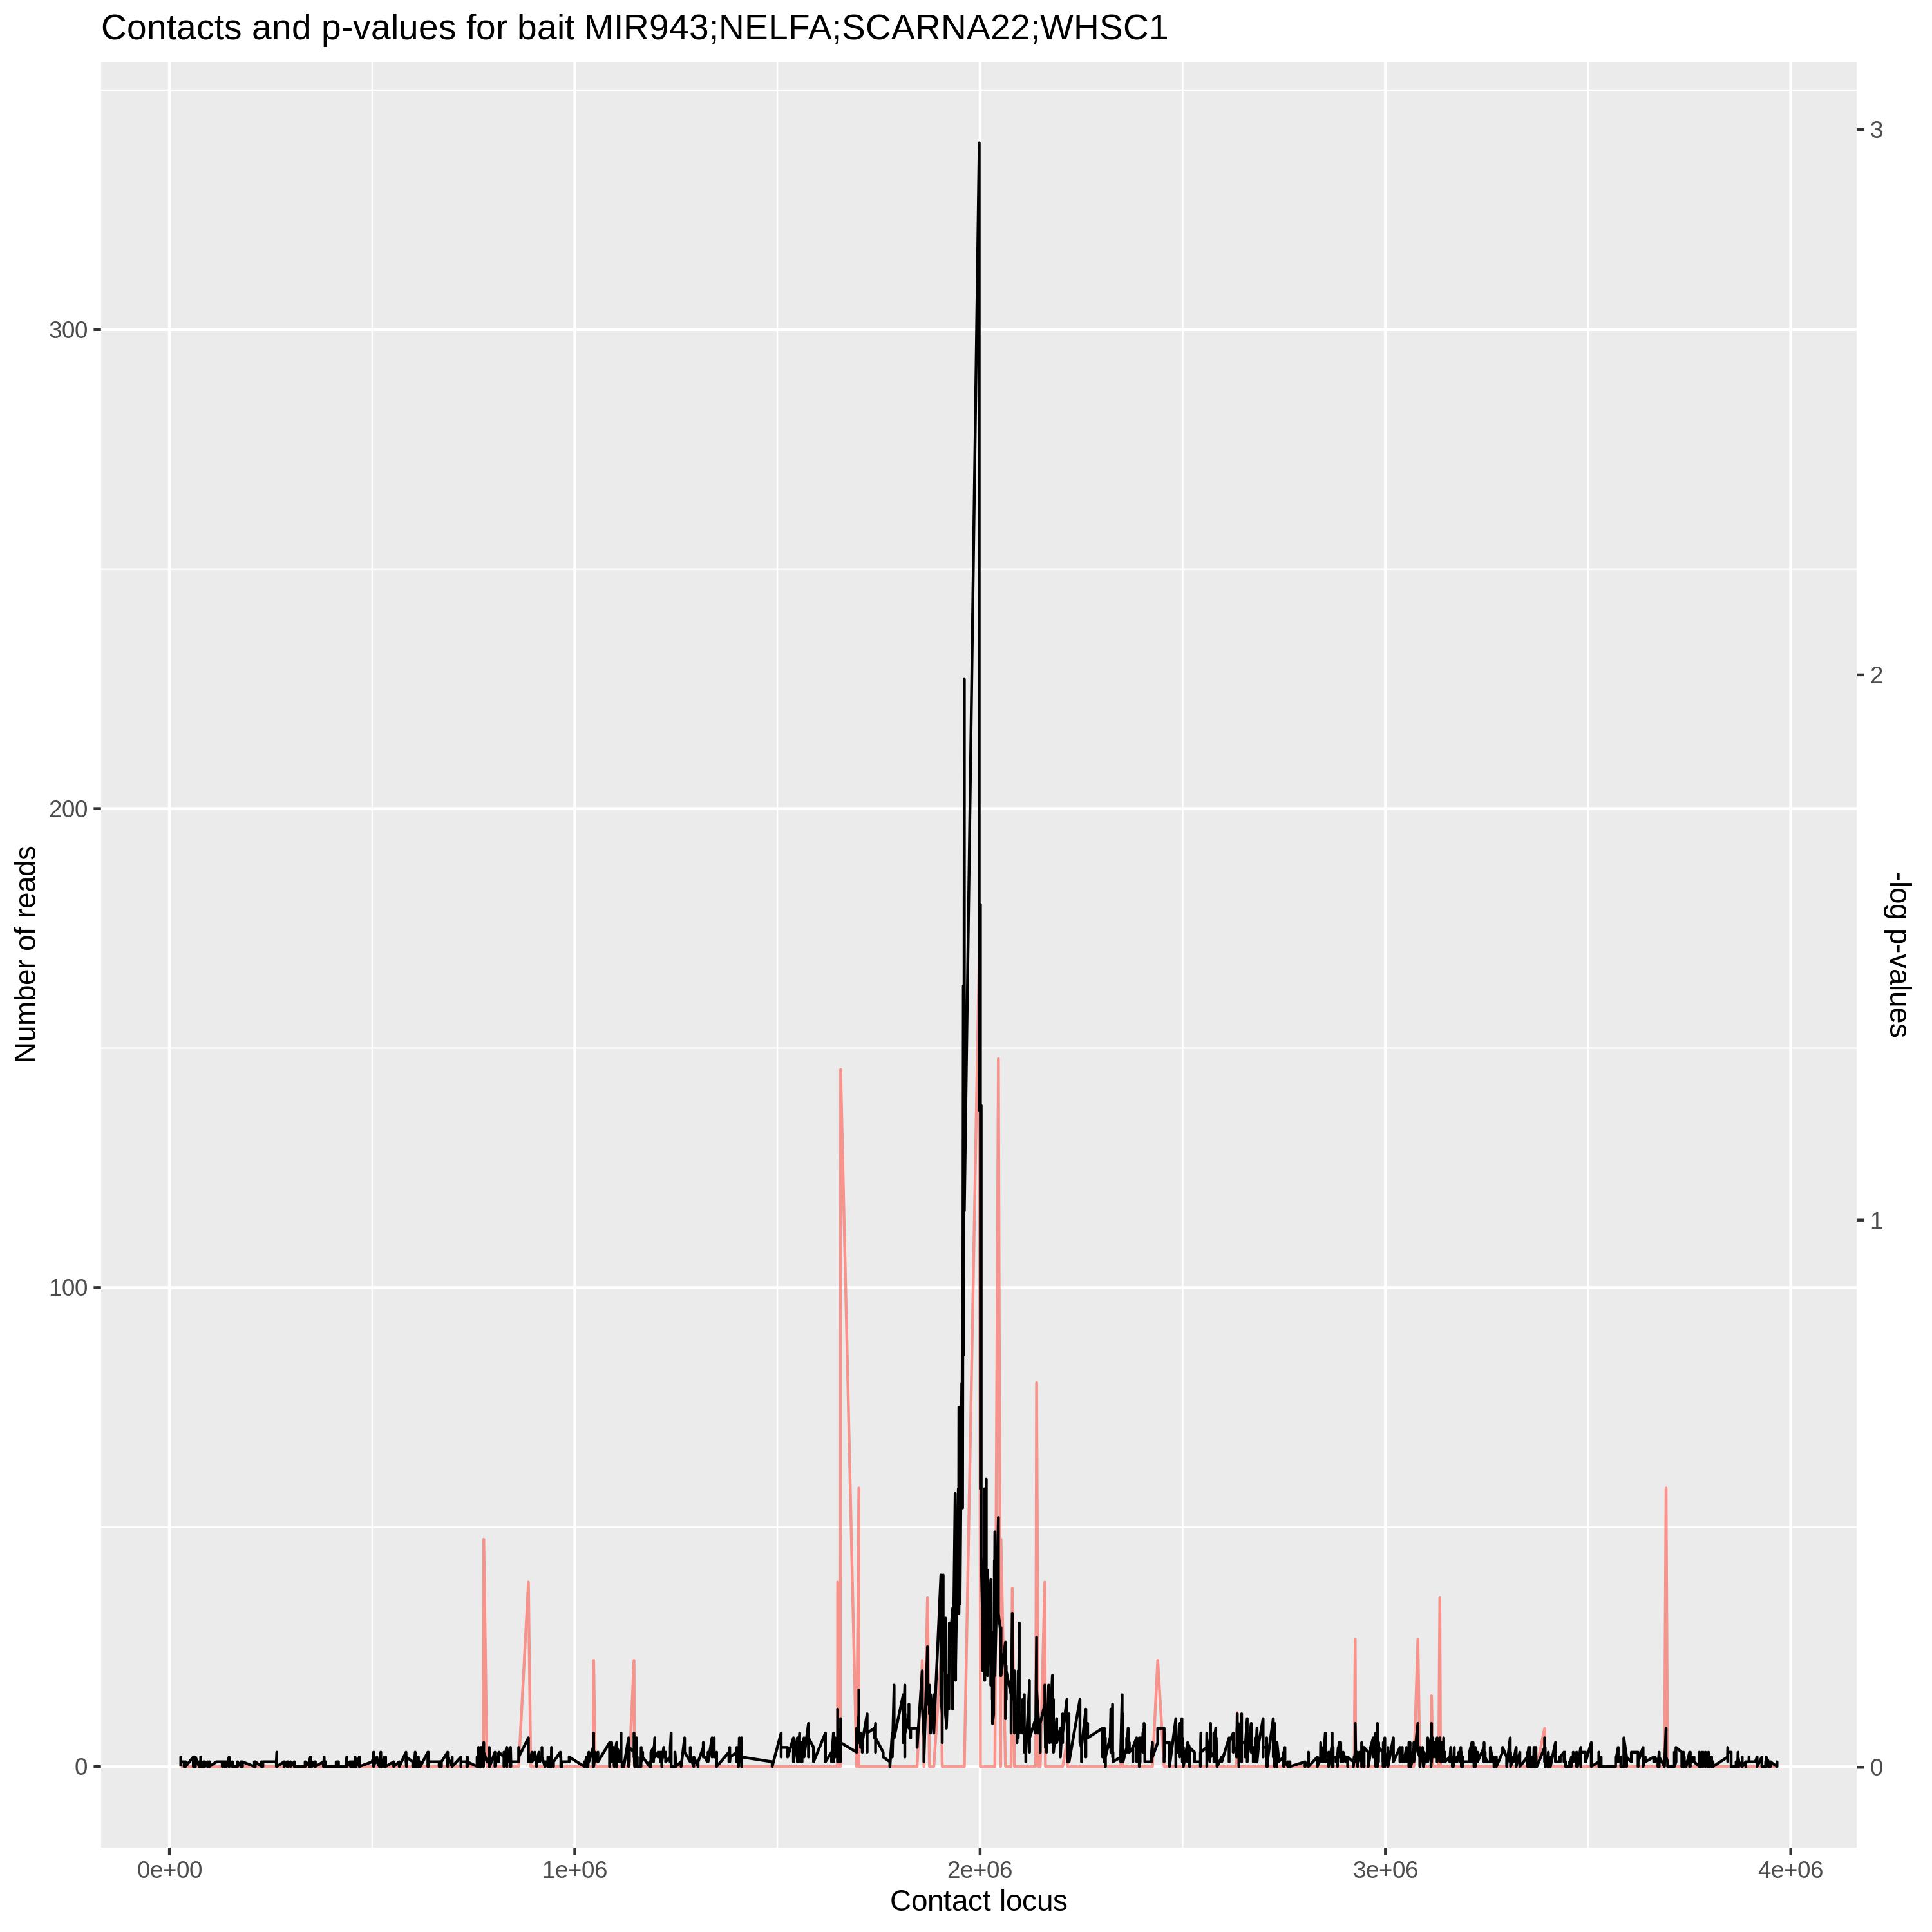 Contacts and p-values for bait MIR943;NELFA;SCARNA22;WHSC1
Number of reads
300
200
100
0
3
2
1
0
-log p-values
0e+00 1e+06 2e+06 3e+06 4e+06
Contact locus